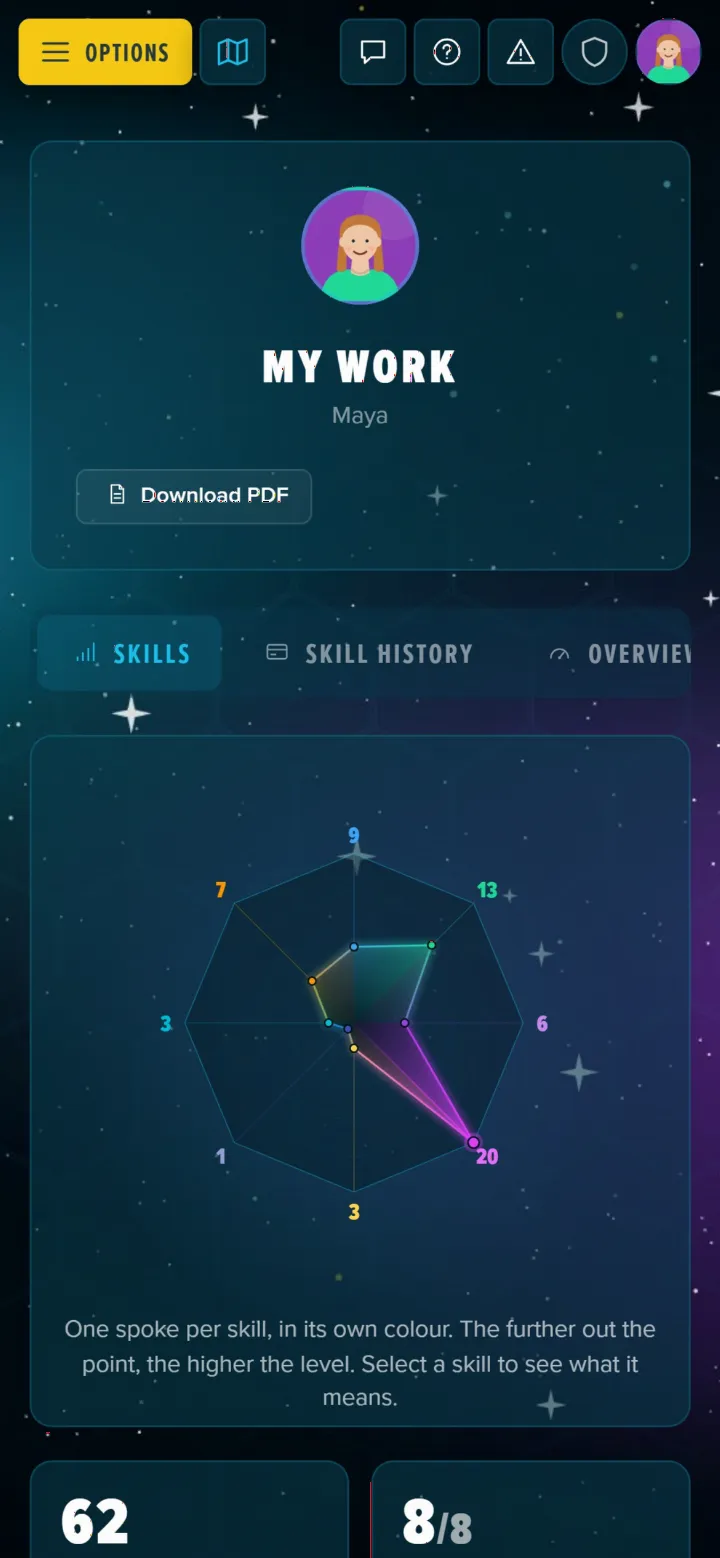 OPTIONS
MY WORK
Maya
Download PDF
SKILLS
SKILL HISTORY
OVERVIEW
9
7
13
3
6
1
20
3
One spoke per skill, in its own colour. The further out the
point, the higher the level. Select a skill to see what it
means.
62
8/8